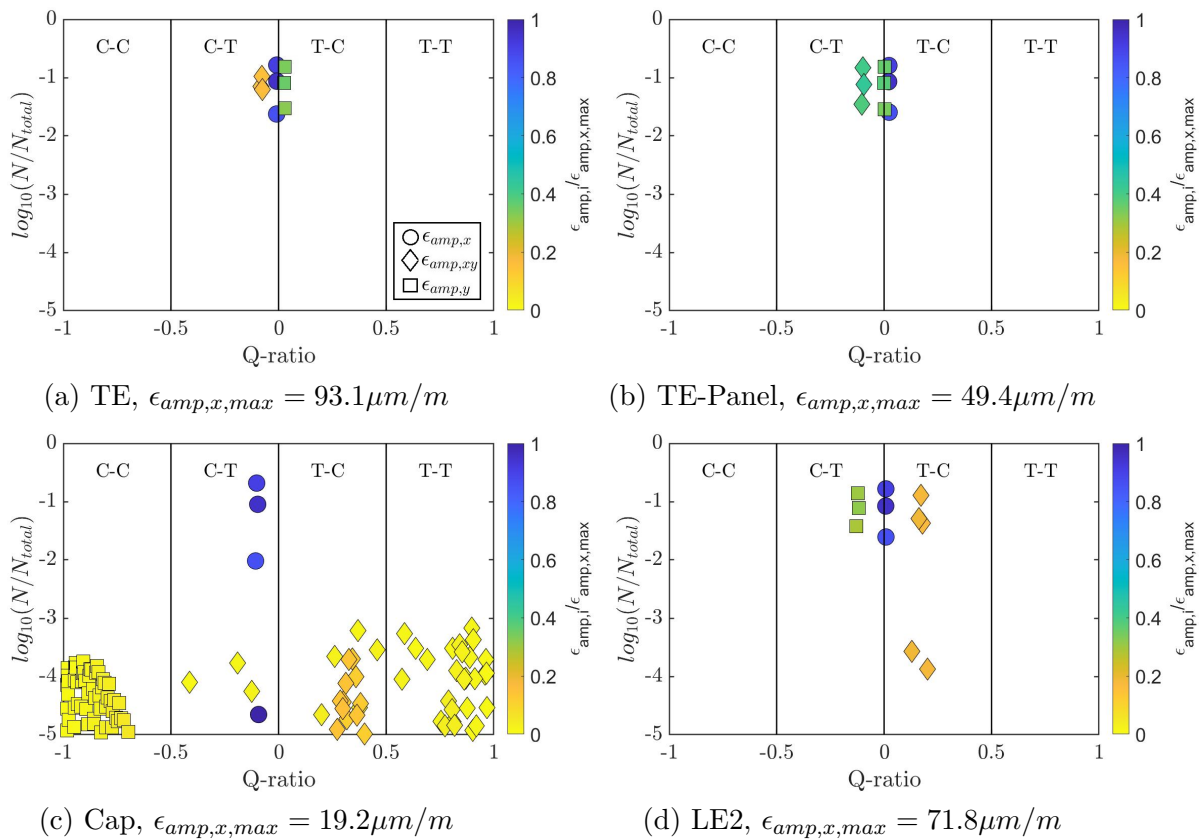 0
C-C
C-T
T-C
T-T
-1
-2
-3
-4
-5
log10(N/Ntotal)
ϵamp,x
ϵamp,xy
ϵamp,y
-1
-0.5
0
0.5
1
Q-ratio
1
0.8
0.6
0.4
0.2
0
ϵamp,i/ϵamp,x,max
(a) TE, ϵamp,x,max = 93.1μm/m
0
C-C
C-T
T-C
T-T
-1
-2
-3
-4
-5
log10(N/Ntotal)
-1
-0.5
0
0.5
1
Q-ratio
1
0.8
0.6
0.4
0.2
0
ϵamp,i/ϵamp,x,max
(b) TE-Panel, ϵamp,x,max = 49.4μm/m
0
C-C
C-T
T-C
T-T
-1
-2
-3
-4
-5
log10(N/Ntotal)
-1
-0.5
0
0.5
1
Q-ratio
1
0.8
0.6
0.4
0.2
0
ϵamp,i/ϵamp,x,max
(c) Cap, ϵamp,x,max = 19.2μm/m
0
C-C
C-T
T-C
T-T
-1
-2
-3
-4
-5
log10(N/Ntotal)
-1
-0.5
0
0.5
1
Q-ratio
1
0.8
0.6
0.4
0.2
0
ϵamp,i/ϵamp,x,max
(d) LE2, ϵamp,x,max = 71.8μm/m